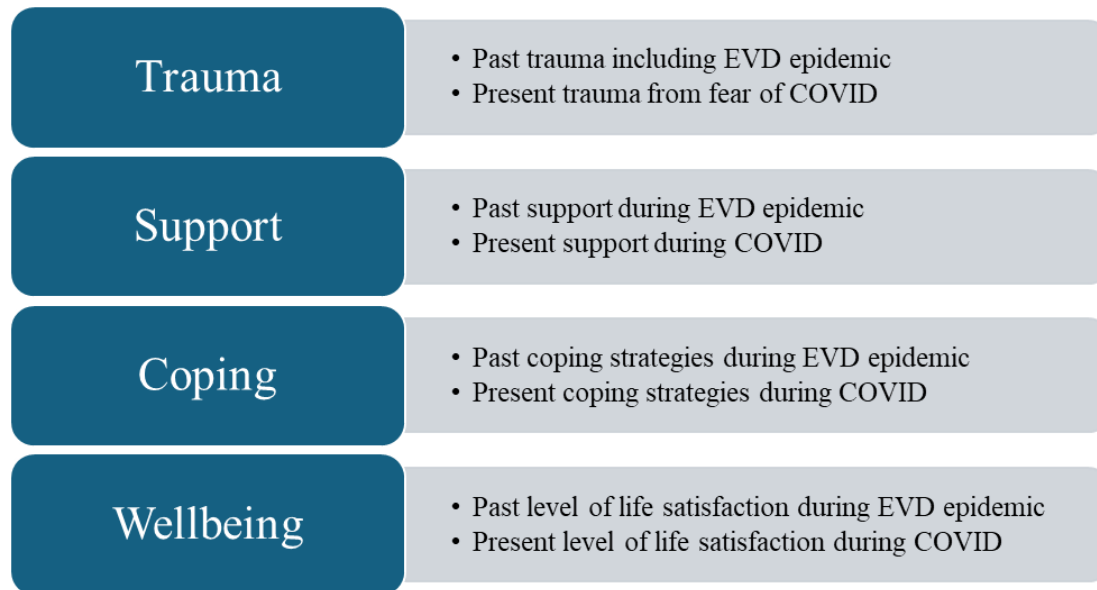 Trauma
• Past trauma including EVD epidemic
• Present trauma from fear of COVID
Support
• Past support during EVD epidemic
• Present support during COVID
Coping
• Past coping strategies during EVD epidemic
• Present coping strategies during COVID
Wellbeing
• Past level of life satisfaction during EVD epidemic
• Present level of life satisfaction during COVID